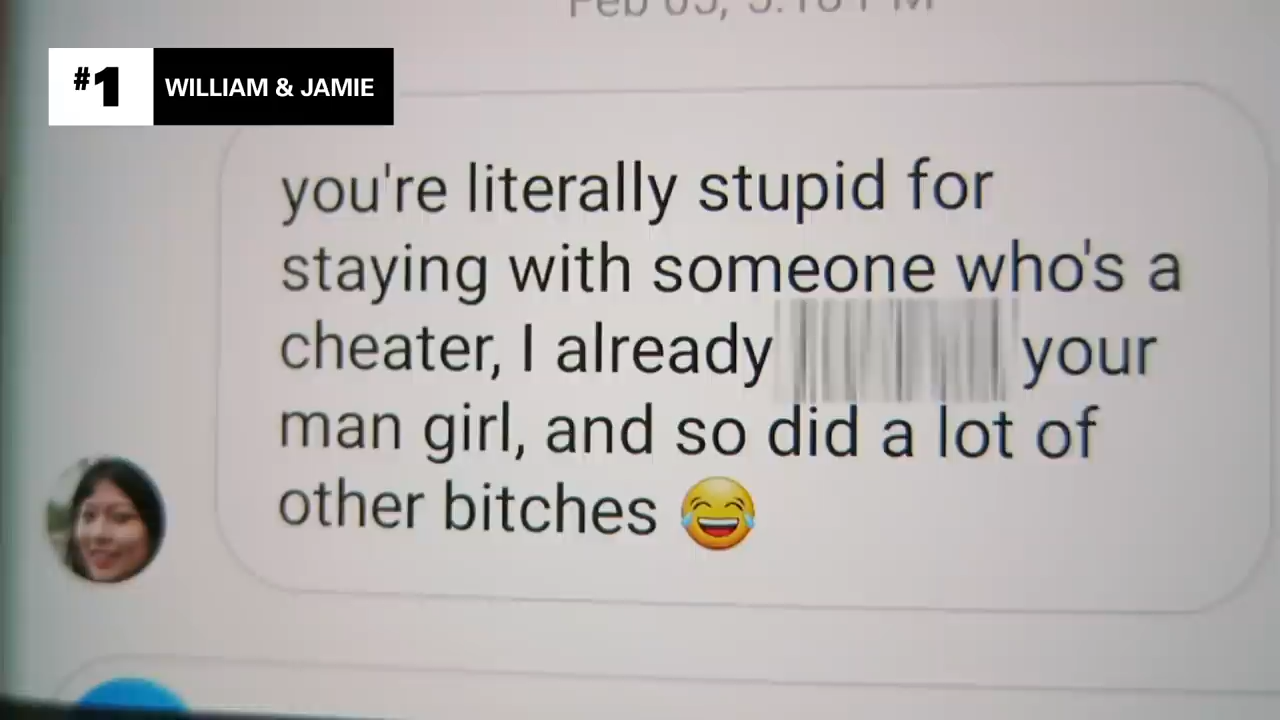 #1 WILLIAM & JAMIE
you're literally stupid for
staying with someone who's a
cheater, I already your
man girl, and so did a lot of
other bitches 😂